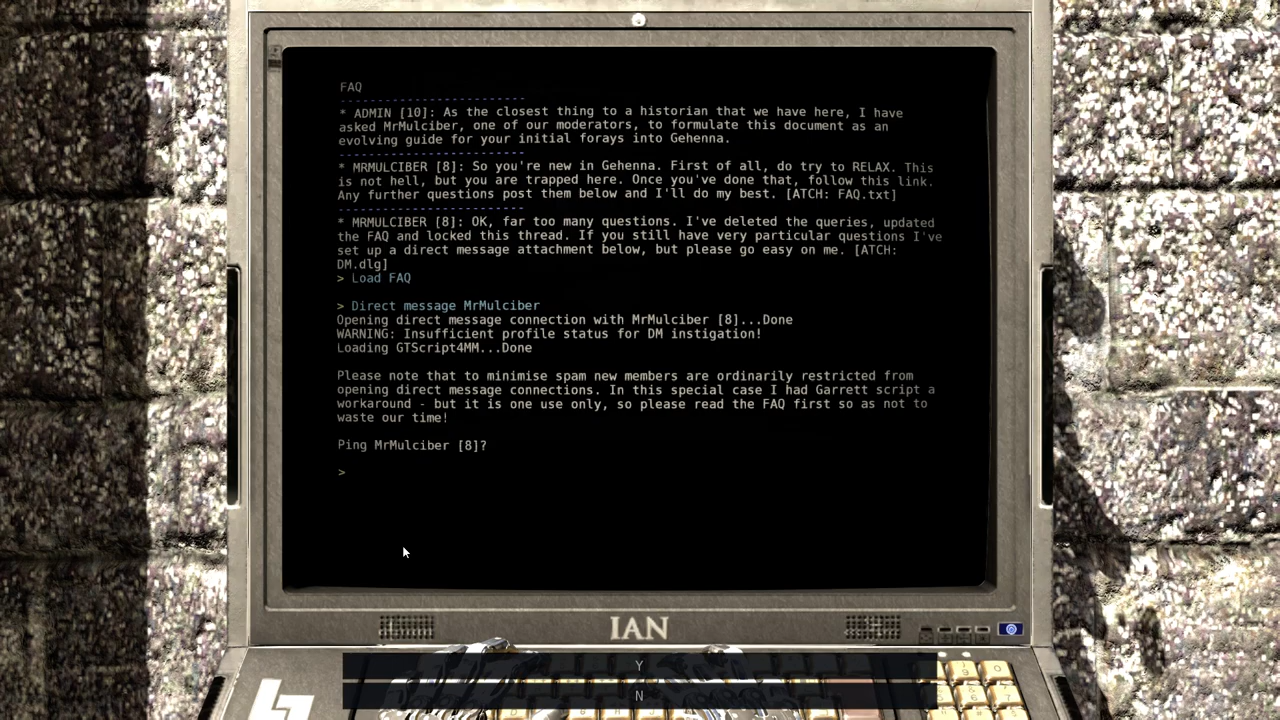 FAQ
-------------------------
* ADMIN [10]: As the closest thing to a historian that we have here, I have
asked MrMulciber, one of our moderators, to formulate this document as an
evolving guide for your initial forays into Gehenna.
-------------------------
* MRMULCIBER [8]: So you're new in Gehenna. First of all, do try to RELAX. This
is not hell, but you are trapped here. Once you've done that, follow this link.
Any further questions post them below and I'll do my best. [ATCH: FAQ.txt]
-------------------------
* MRMULCIBER [8]: OK, far too many questions. I've deleted the queries, updated
the FAQ and locked this thread. If you still have very particular questions I've
set up a direct message attachment below, but please go easy on me. [ATCH:
DM.dlg]
> Load FAQ
> Direct message MrMulciber
Opening direct message connection with MrMulciber [8]...Done
WARNING: Insufficient profile status for DM instigation!
Loading GTScript4MM...Done
Please note that to minimise spam new members are ordinarily restricted from
opening direct message connections. In this special case I had Garrett script a
workaround - but it is one use only, so please read the FAQ first so as not to
waste our time!
Ping MrMulciber [8]?
>
IAN
Y
N